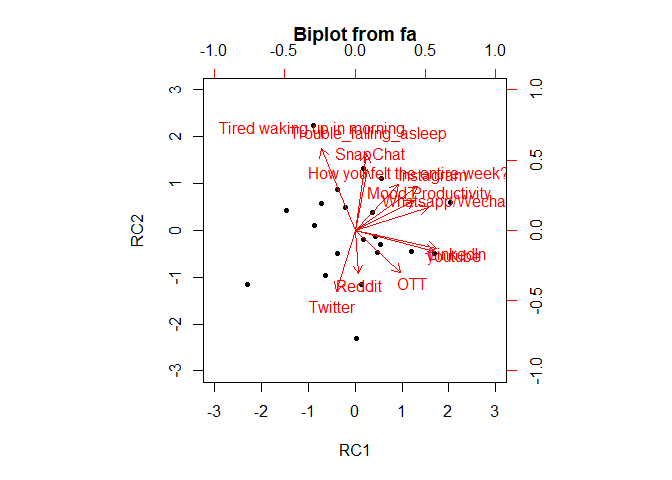 Biplot from fa
-1.0 -0.5 0.0 0.5 1.0
Tired waking up in morning
Trouble_falling_asleep
SnapChat
How you felt the entire week?
Instagram
Mood Productivity
Whatsapp/Wecha
LinkedIn
youtube
OTT
Reddit
Twitter
3
2
1
0
-1
-2
-3
RC2
1.0
0.5
0.0
-0.5
-1.0
-3 -2 -1 0 1 2 3
RC1